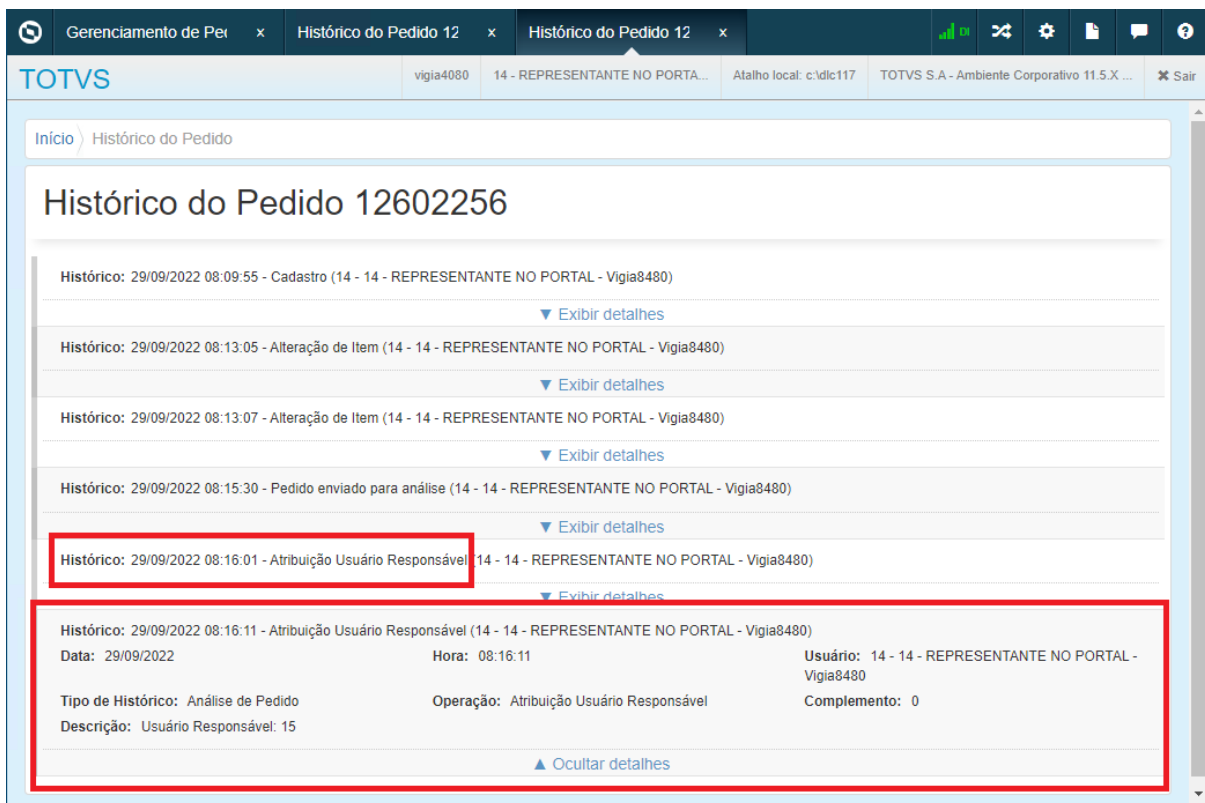 Gerenciamento de Pec x Histórico do Pedido 12 x Histórico do Pedido 12 x DI
TOTVS vigia4080 14 - REPRESENTANTE NO PORTA... Atalho local: c:\dlc117 TOTVS S.A - Ambiente Corporativo 11.5.X ... Sair
Início Histórico do Pedido
Histórico do Pedido 12602256
Histórico: 29/09/2022 08:09:55 - Cadastro (14 - 14 - REPRESENTANTE NO PORTAL - Vigia8480)
▼ Exibir detalhes
Histórico: 29/09/2022 08:13:05 - Alteração de Item (14 - 14 - REPRESENTANTE NO PORTAL - Vigia8480)
▼ Exibir detalhes
Histórico: 29/09/2022 08:13:07 - Alteração de Item (14 - 14 - REPRESENTANTE NO PORTAL - Vigia8480)
▼ Exibir detalhes
Histórico: 29/09/2022 08:15:30 - Pedido enviado para análise (14 - 14 - REPRESENTANTE NO PORTAL - Vigia8480)
▼ Exibir detalhes
Histórico: 29/09/2022 08:16:01 - Atribuição Usuário Responsável (14 - 14 - REPRESENTANTE NO PORTAL - Vigia8480)
▼ Exibir detalhes
Histórico: 29/09/2022 08:16:11 - Atribuição Usuário Responsável (14 - 14 - REPRESENTANTE NO PORTAL - Vigia8480)
Data: 29/09/2022 Hora: 08:16:11 Usuário: 14 - 14 - REPRESENTANTE NO PORTAL -
Vigia8480
Tipo de Histórico: Análise de Pedido Operação: Atribuição Usuário Responsável Complemento: 0
Descrição: Usuário Responsável: 15
▲ Ocultar detalhes